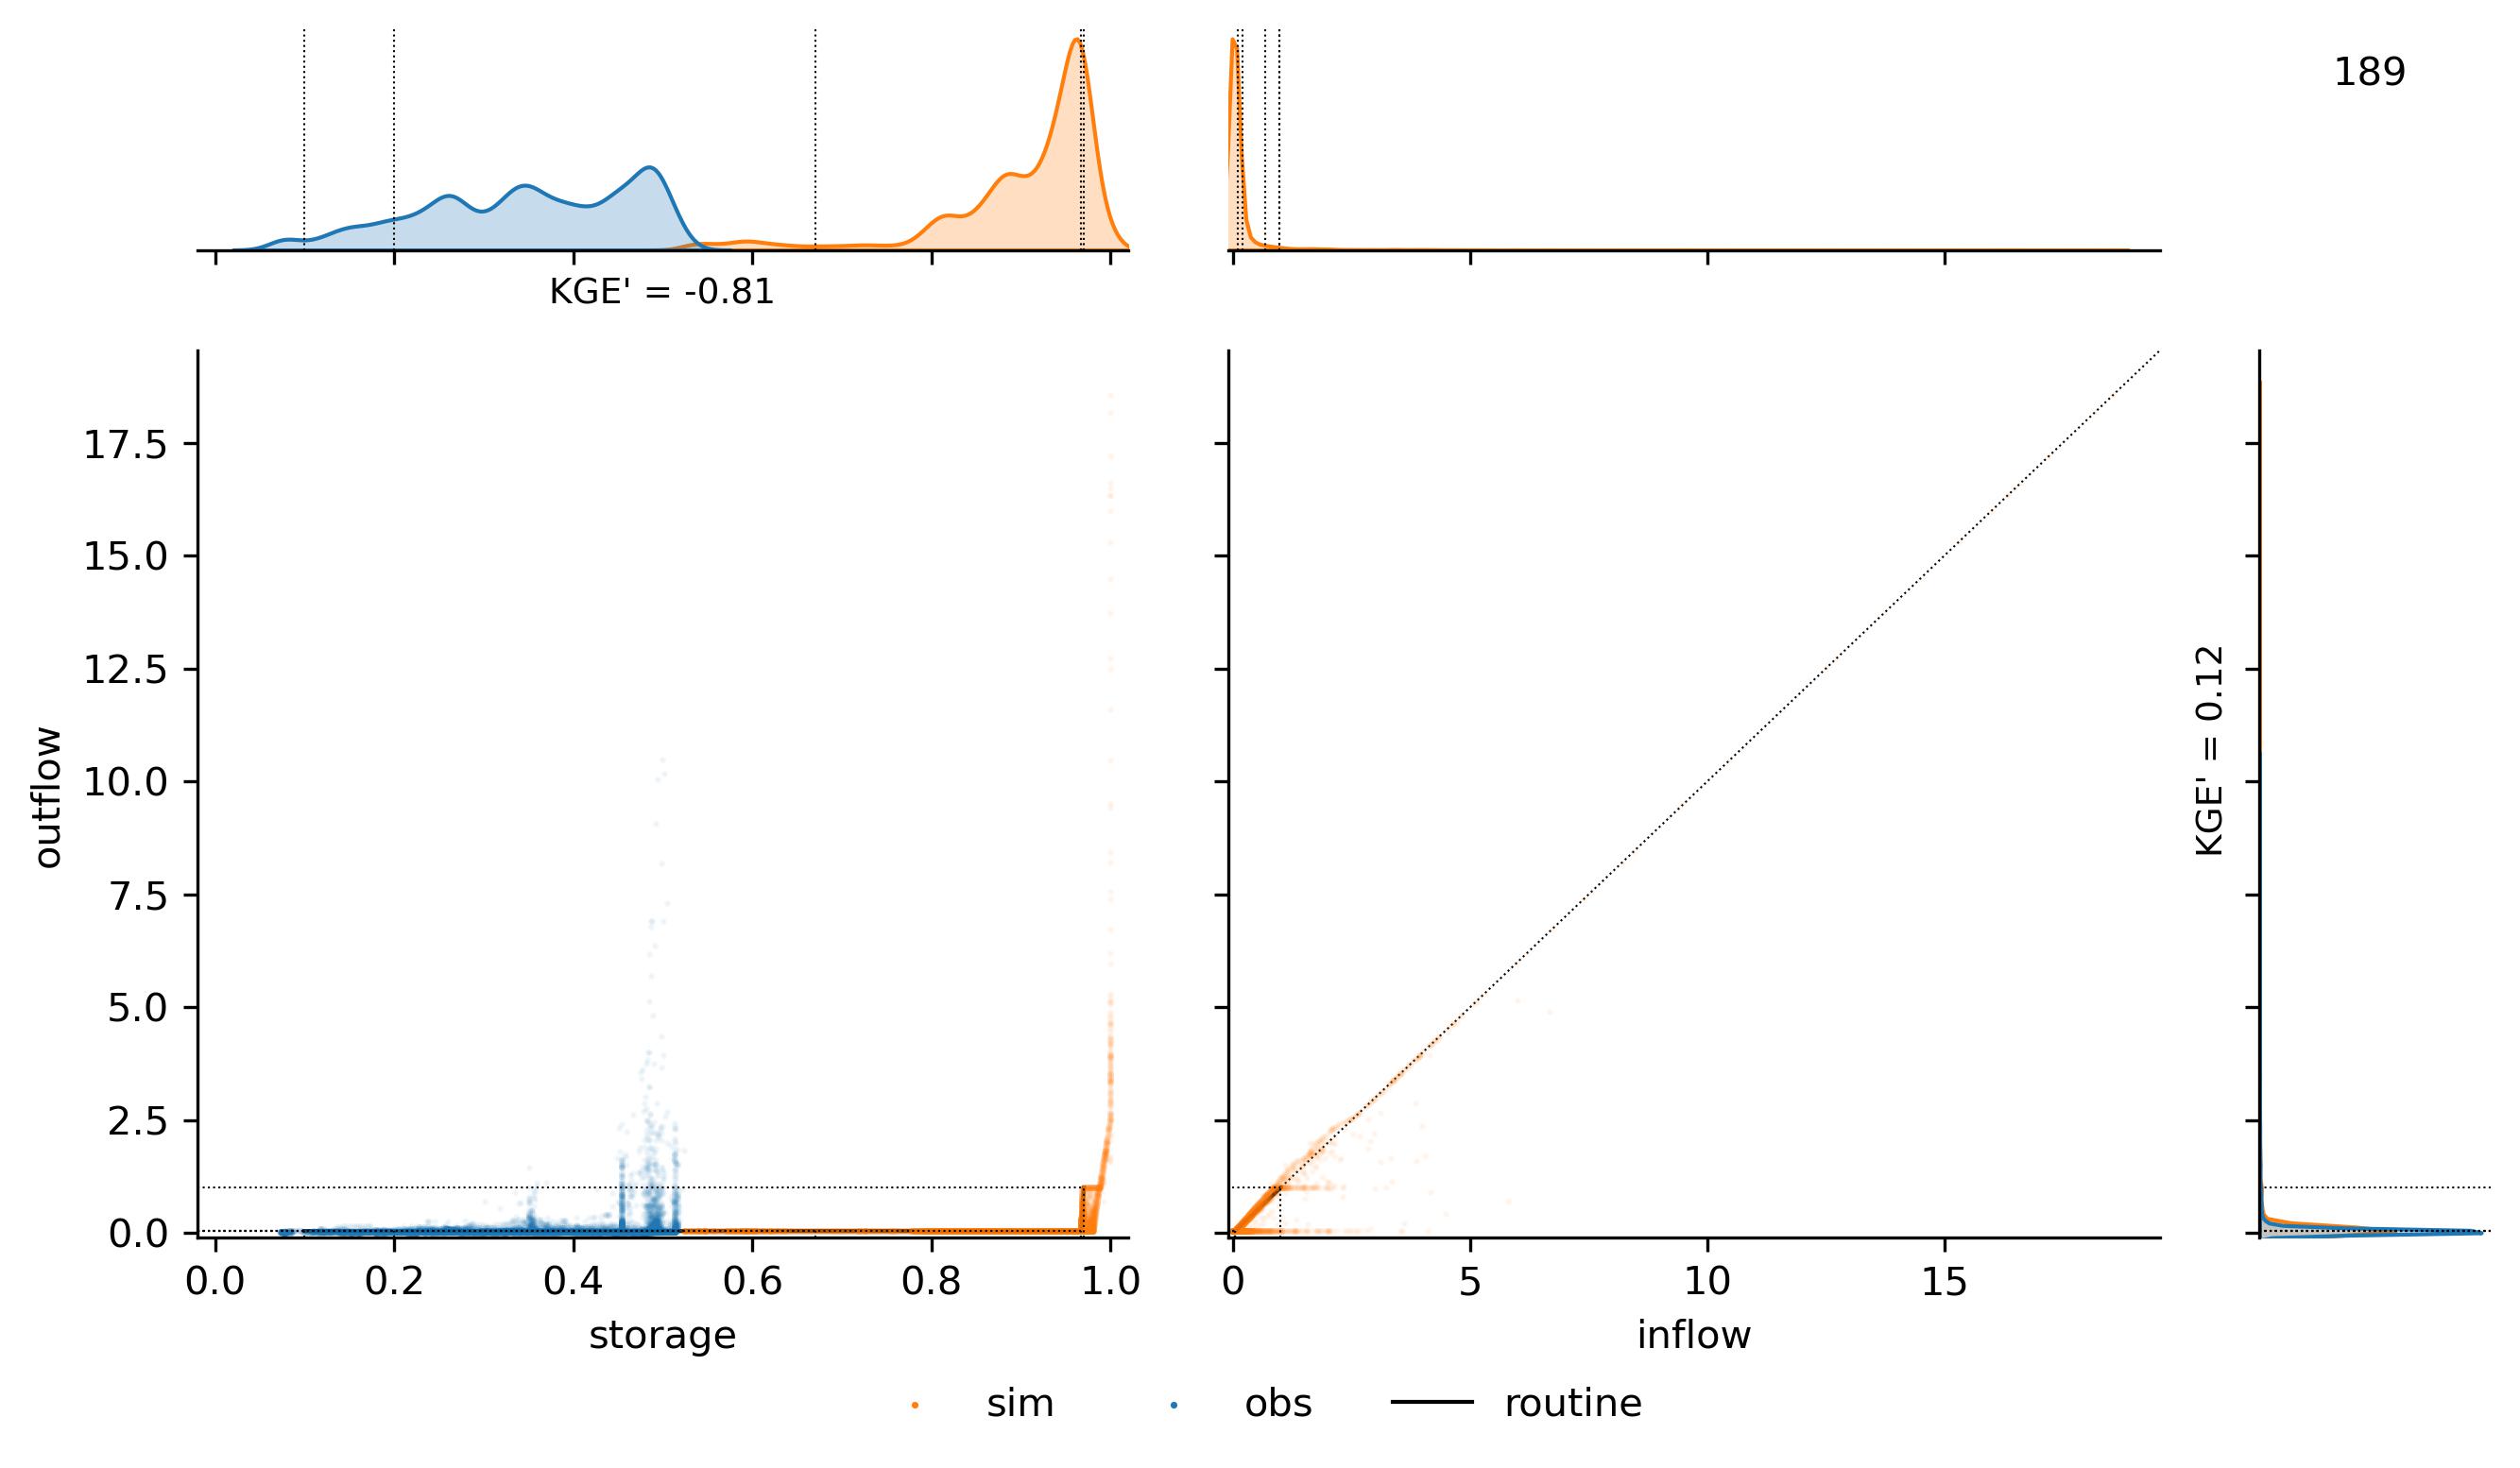 189
KGE' = -0.81
outflow
17.5
15.0
12.5
10.0
7.5
5.0
2.5
0.0
0.0 0.2 0.4 0.6 0.8 1.0
storage
0 5 10 15
inflow
KGE' = 0.12
sim obs routine